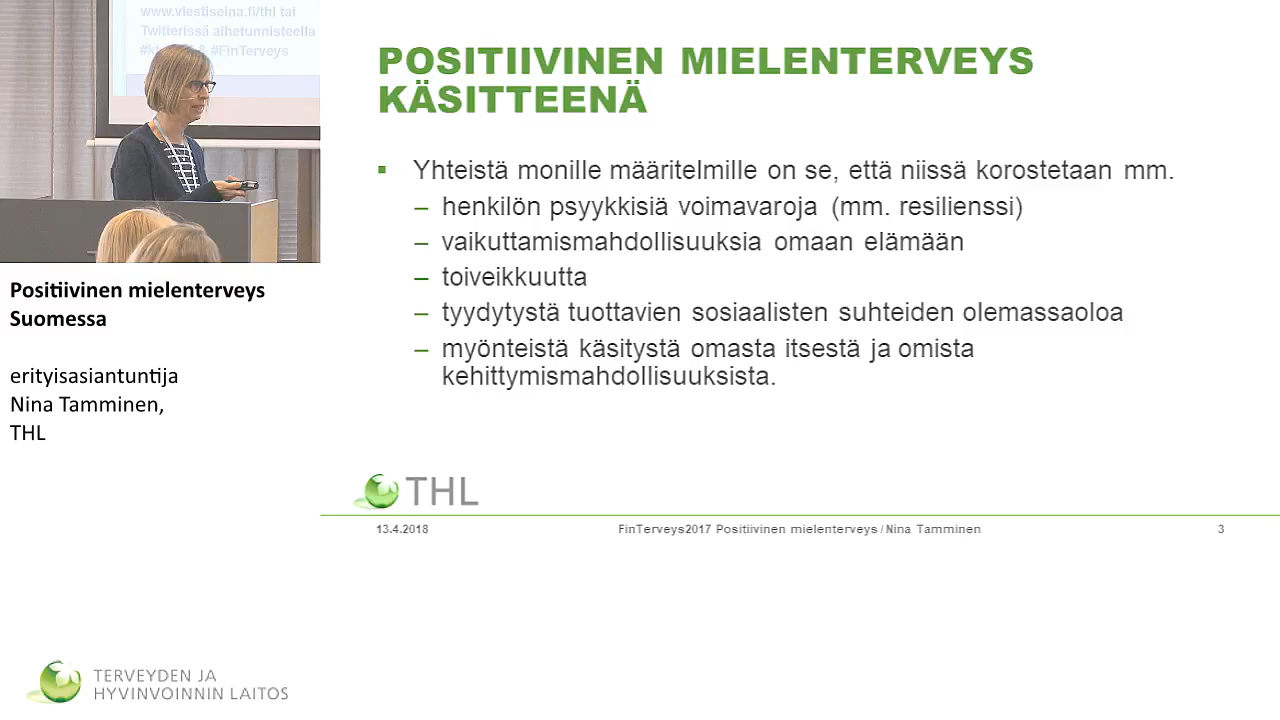 www.viestiseina.fi/thl tai
Twitterissä aihetunnisteella
& #FinTerveys
Positiivinen mielenterveys
Suomessa
erityisasiantuntija
Nina Tamminen,
THL
POSITIIVINEN MIELENTERVEYS
KÄSITTEENÄ
▪ Yhteistä monille määritelmille on se, että niissä korostetaan mm.
– henkilön psyykkisiä voimavaroja (mm. resilienssi)
– vaikuttamismahdollisuuksia omaan elämään
– toiveikkuutta
– tyydytystä tuottavien sosiaalisten suhteiden olemassaoloa
– myönteistä käsitystä omasta itsestä ja omista
kehittymismahdollisuuksista.
THL
13.4.2018 FinTerveys2017 Positiivinen mielenterveys / Nina Tamminen 3
TERVEYDEN JA
HYVINVOINNIN LAITOS